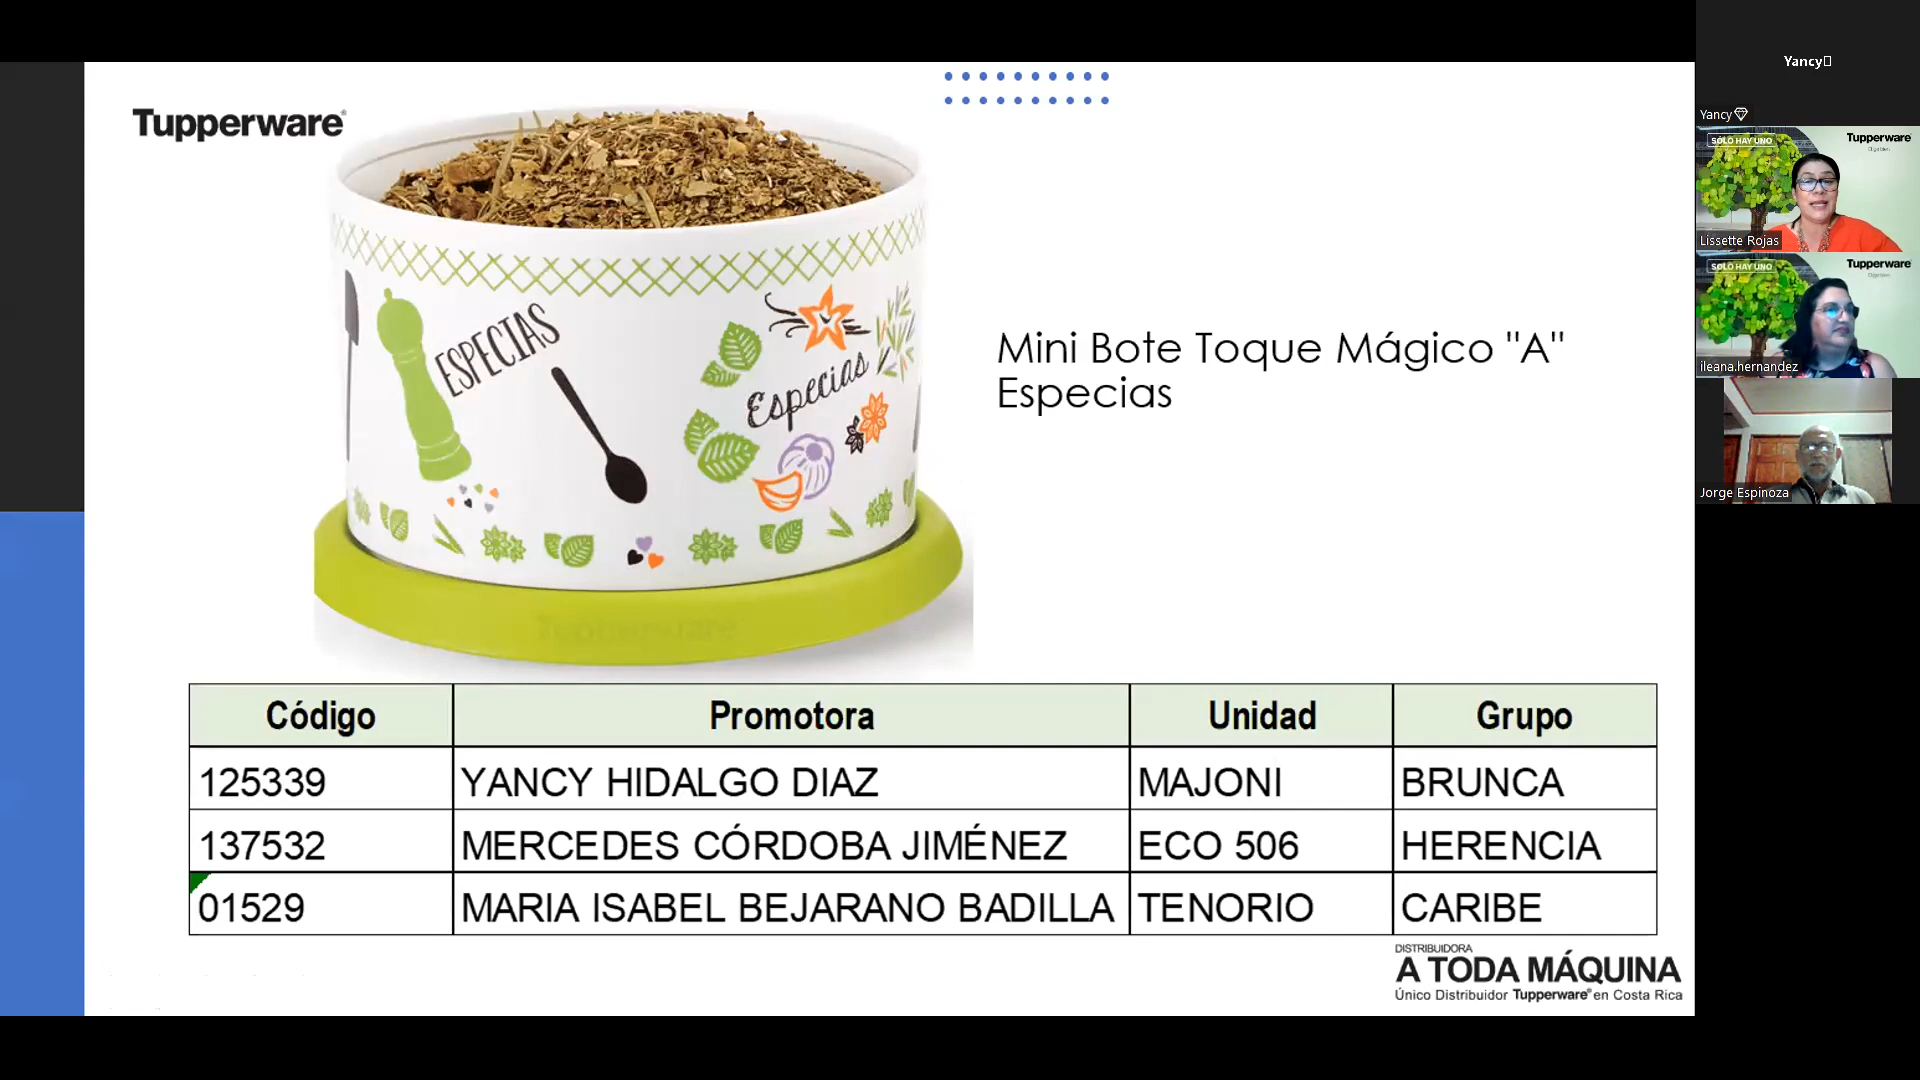 Tupperware®
ESPECIAS
Especias
Mini Bote Toque Mágico "A"
Especias
Código Promotora Unidad Grupo
125339 YANCY HIDALGO DIAZ MAJONI BRUNCA
137532 MERCEDES CÓRDOBA JIMÉNEZ ECO 506 HERENCIA
01529 MARIA ISABEL BEJARANO BADILLA TENORIO CARIBE
DISTRIBUIDORA
A TODA MÁQUINA
Único Distribuidor Tupperware® en Costa Rica
Yancy
Yancy
SÓLO HAY UNO
Tupperware
Lissette Rojas
SÓLO HAY UNO
Tupperware
ileana.hernandez
Jorge Espinoza